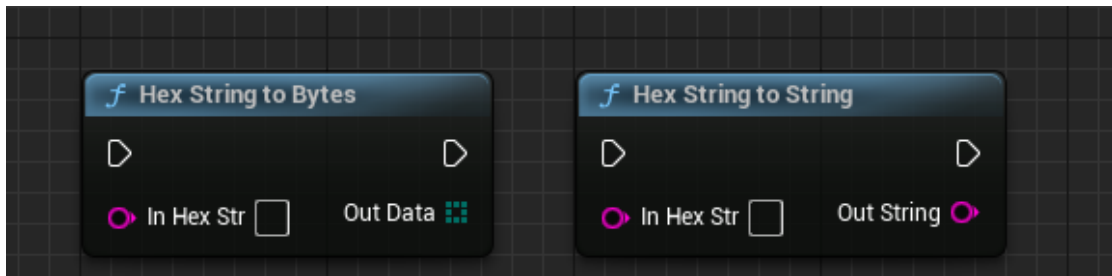 f Hex String to Bytes
In Hex Str
Out Data
f Hex String to String
In Hex Str
Out String